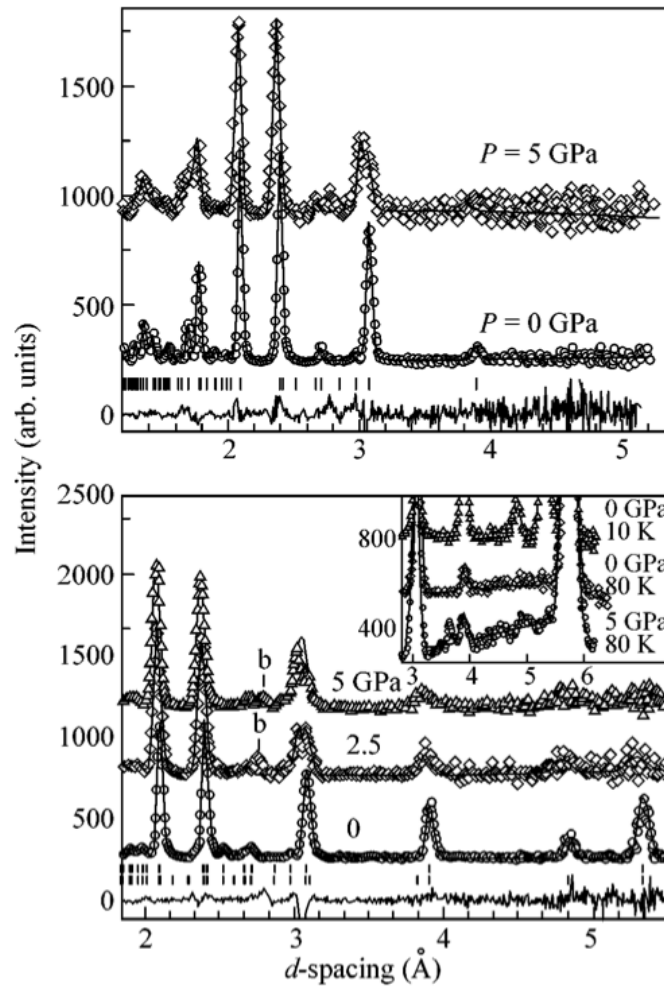 Intensity (arb. units)
1500
1000
500
0
P = 5 GPa
P = 0 GPa
2 3 4 5
2500
2000
1500
1000
500
0
b
b
5 GPa
2.5
0
800
400
0 GPa
10 K
0 GPa
80 K
5 GPa
80 K
3 4 5 6
2 3 4 5
d-spacing (Å)